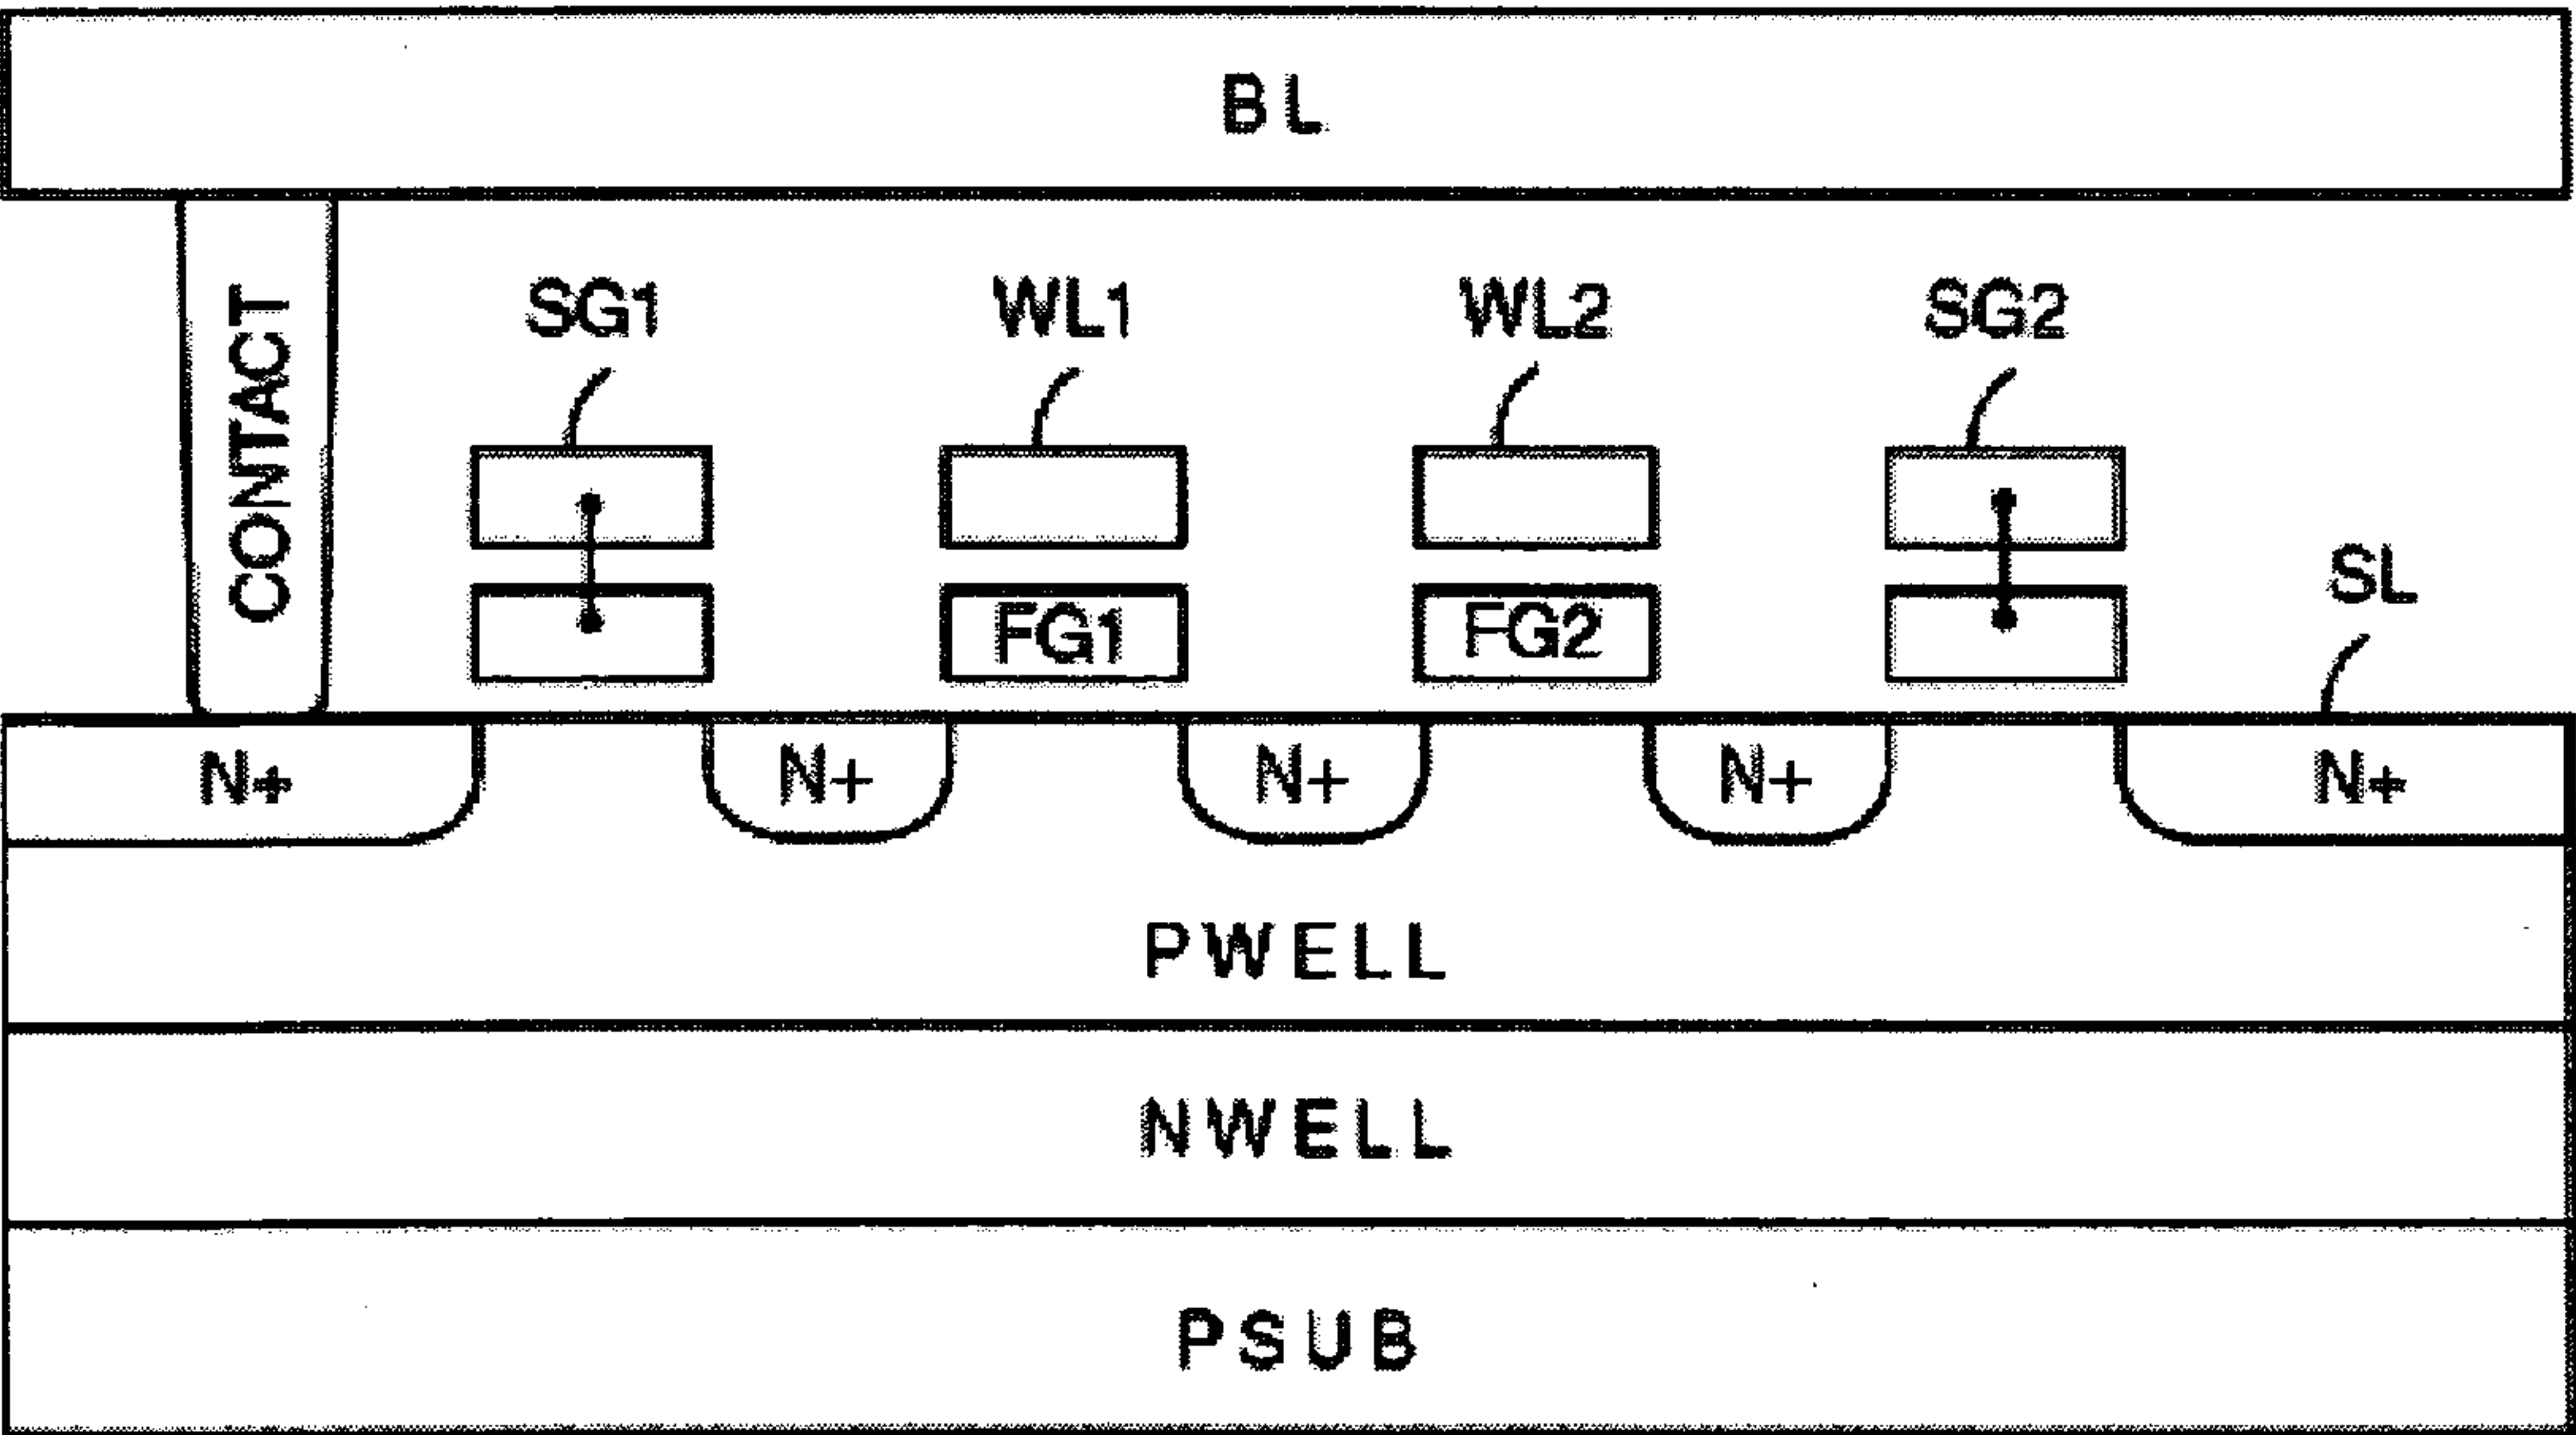 BL
CONTACT
SG1 WL1 WL2 SG2
SL
FG1 FG2
N+ N+ N+ N+ N+
PWELL
NWELL
PSUB